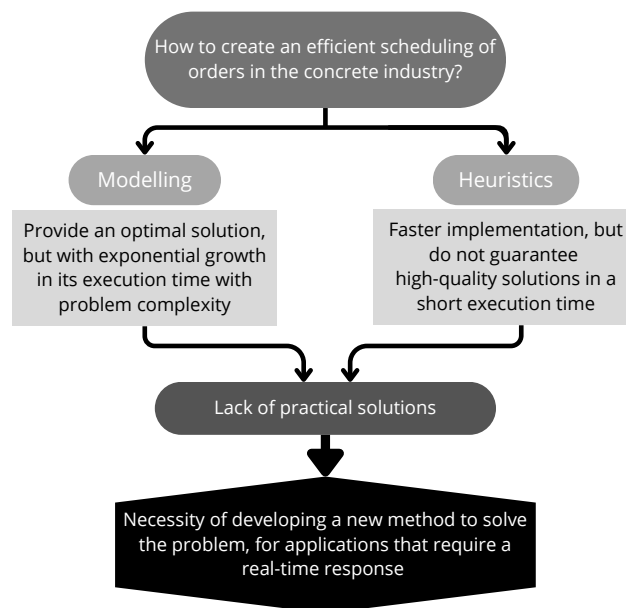 How to create an efficient scheduling of
orders in the concrete industry?
Modelling
Heuristics
Provide an optimal solution,
but with exponential growth
in its execution time with
problem complexity
Faster implementation, but
do not guarantee
high-quality solutions in a
short execution time
Lack of practical solutions
Necessity of developing a new method to solve
the problem, for applications that require a
real-time response